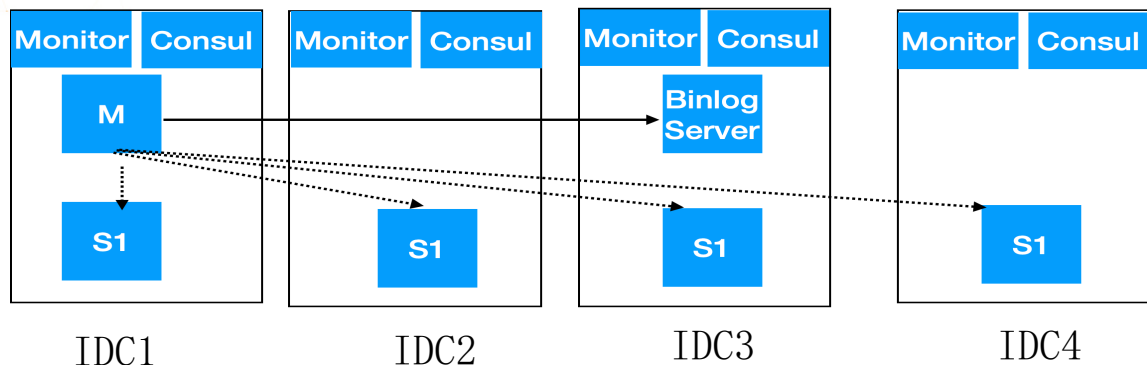 Monitor Consul
M
S1
IDC1
Monitor Consul
S1
IDC2
Monitor Consul
Binlog
Server
S1
IDC3
Monitor Consul
S1
IDC4